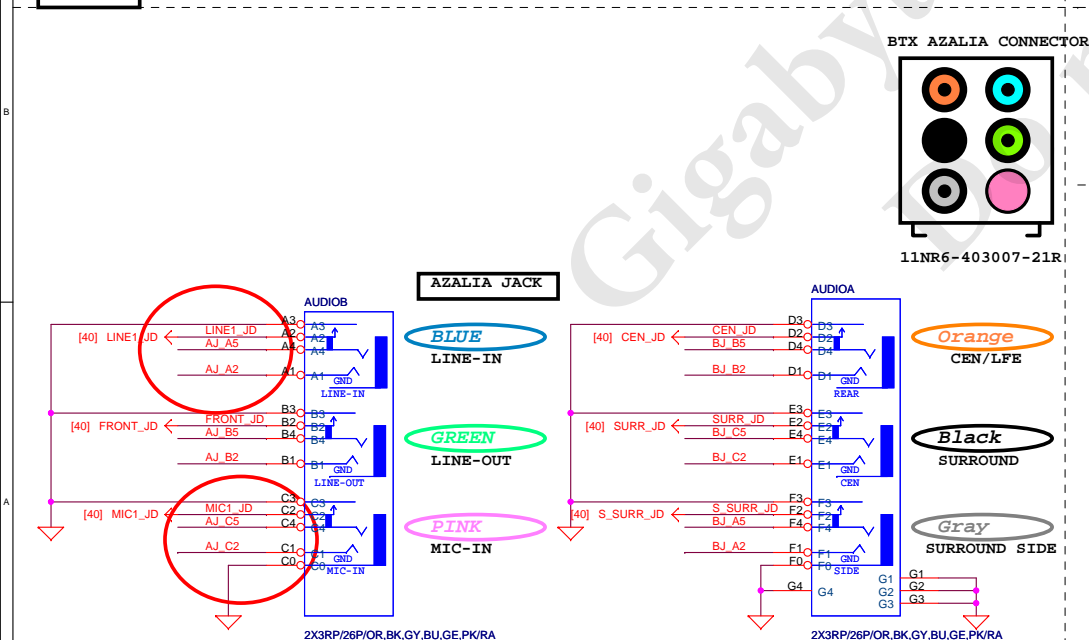 Gigaby
Do n
BTX AZALIA CONNECTOR
B
11NR6-403007-21R
AZALIA JACK
AUDIOB
A3 A3
[40] LINE1_JD LINE1_JD A2 A2
AJ_A5 A4 A4
AJ_A2 A1 A1
GND
LINE-IN
BLUE
LINE-IN
B3 B3
[40] FRONT_JD FRONT_JD B2 B2
AJ_B5 B4 B4
AJ_B2 B1 B1
GND
LINE-OUT
GREEN
LINE-OUT
A
C3 C3
[40] MIC1_JD MIC1_JD C2 C2
AJ_C5 C4 C4
AJ_C2 C1 C1
GND
C0 C0
MIC-IN
PINK
MIC-IN
2X3RP/26P/OR,BK,GY,BU,GE,PK/RA
AUDIOA
D3 D3
[40] CEN_JD CEN_JD D2 D2
BJ_B5 D4 D4
BJ_B2 D1 D1
GND
REAR
Orange
CEN/LFE
E3 E3
[40] SURR_JD SURR_JD E2 E2
BJ_C5 E4 E4
BJ_C2 E1 E1
GND
CEN
Black
SURROUND
F3 F3
[40] S_SURR_JD S_SURR_JD F2 F2
BJ_A5 F4 F4
BJ_A2 F1 F1
GND
F0 F0
SIDE
Gray
SURROUND SIDE
G4 G4
G1 G1
G2 G2
G3 G3
2X3RP/26P/OR,BK,GY,BU,GE,PK/RA